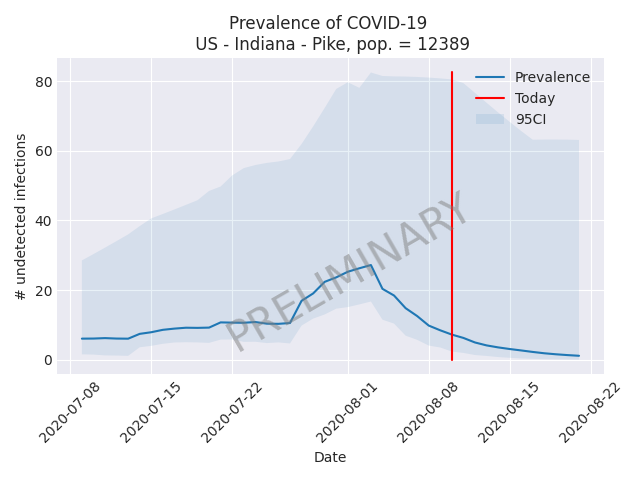 Prevalence of COVID-19
US - Indiana - Pike, pop. = 12389
# undetected infections
80
60
40
20
0
Prevalence
Today
95CI
PRELIMINARY
2020-07-08
2020-07-15
2020-07-22
2020-08-01
2020-08-08
2020-08-15
2020-08-22
Date